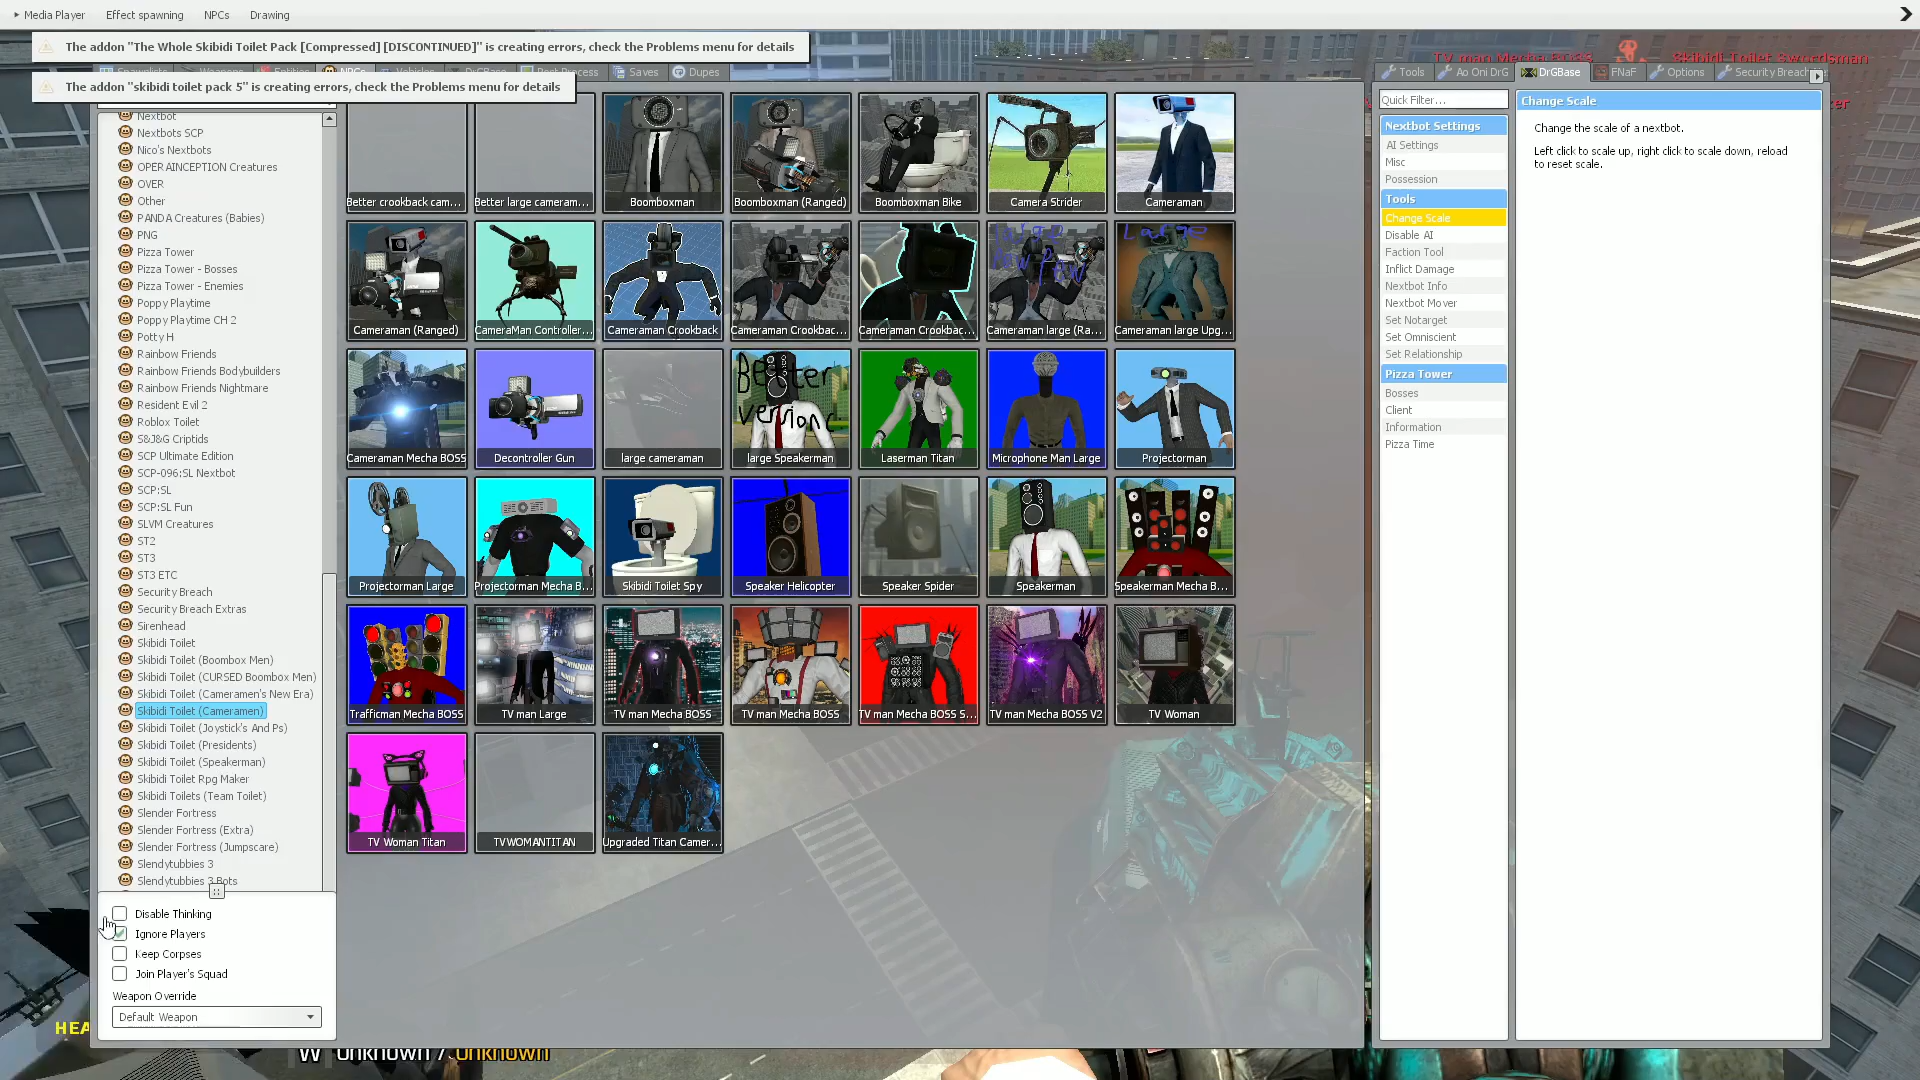 Media Player Effect spawning NPCs Drawing
The addon "The Whole Skibidi Toilet Pack [Compressed] [DISCONTINUED]" is creating errors, check the Problems menu for details
TV man Mecha BOSS Skibidi Toilet Swordsman
The addon "skibidi toilet pack 5" is creating errors, check the Problems menu for details
Saves Dupes
Nextbot
Nextbots SCP
Nico's Nextbots
OPERAINCEPTION Creatures
OVER
Other
PANDA Creatures (Babies)
PNG
Pizza Tower
Pizza Tower - Bosses
Pizza Tower - Enemies
Poppy Playtime
Poppy Playtime CH 2
Potty H
Rainbow Friends
Rainbow Friends Bodybuilders
Rainbow Friends Nightmare
Resident Evil 2
Roblox Toilet
S&J&G Criptids
SCP Ultimate Edition
SCP-096:SL Nextbot
SCP:SL
SCP:SL Fun
SLVM Creatures
ST2
ST3
ST3 ETC
Security Breach
Security Breach Extras
Sirenhead
Skibidi Toilet
Skibidi Toilet (Boombox Men)
Skibidi Toilet (CURSED Boombox Men)
Skibidi Toilet (Cameramen's New Era)
Skibidi Toilet (Cameramen)
Skibidi Toilet (Joystick's And Ps)
Skibidi Toilet (Presidents)
Skibidi Toilet (Speakerman)
Skibidi Toilet Rpg Maker
Skibidi Toilets (Team Toilet)
Slender Fortress
Slender Fortress (Extra)
Slender Fortress (Jumpscare)
Slendytubbies 3
Slendytubbies 3 Bots
Disable Thinking
Ignore Players
Keep Corpses
Join Player's Squad
Weapon Override
Default Weapon
Better crookback cam... Better large cameram... Boomboxman Boomboxman (Ranged) Boomboxman Bike Camera Strider Cameraman
Large
Cameraman (Ranged) CameraMan Controller... Cameraman Crookback Cameraman Crookbac... Cameraman Crookbac... Cameraman large (Ra... Cameraman large Upg...
Better
version
Cameraman Mecha BOSS Decontroller Gun large cameraman large Speakerman Laserman Titan Microphone Man Large Projectorman
Projectorman Large Projectorman Mecha B... Skibidi Toilet Spy Speaker Helicopter Speaker Spider Speakerman Speakerman Mecha B...
Trafficman Mecha BOSS TV man Large TV man Mecha BOSS TV man Mecha BOSS TV man Mecha BOSS S... TV man Mecha BOSS V2 TV Woman
TV Woman Titan TVWOMANTITAN Upgraded Titan Camer...
Tools Ao Oni DrG DrGBase FNaF Options Security Breach
Quick Filter...
Nextbot Settings
AI Settings
Misc
Possession
Tools
Change Scale
Disable AI
Faction Tool
Inflict Damage
Nextbot Info
Nextbot Mover
Set Notarget
Set Omniscient
Set Relationship
Pizza Tower
Bosses
Client
Information
Pizza Time
Change Scale
Change the scale of a nextbot.
Left click to scale up, right click to scale down, reload
to reset scale.
HEA
W Unknown / Unknown